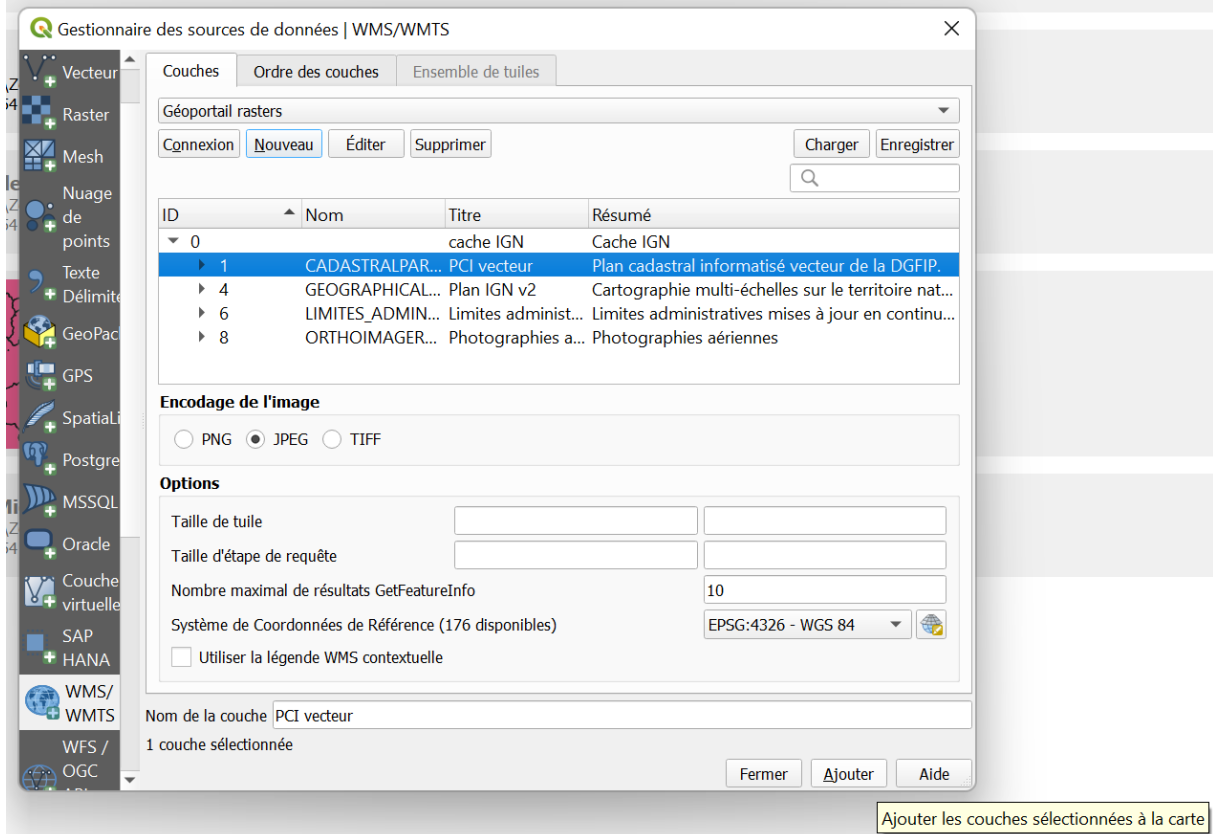 Gestionnaire des sources de données | WMS/WMTS
Vecteur
Raster
Mesh
Nuage
de
points
Texte
Délimité
GeoPac
GPS
SpatiaLi
Postgre
MSSQL
Oracle
Couche
virtuelle
SAP
HANA
WMS/
WMTS
WFS /
OGC
Couches Ordre des couches Ensemble de tuiles
Géoportail rasters
Connexion Nouveau Éditer Supprimer Charger Enregistrer
ID Nom Titre Résumé
0 cache IGN Cache IGN
1 CADASTRALPAR... PCI vecteur Plan cadastral informatisé vecteur de la DGFIP.
4 GEOGRAPHICAL... Plan IGN v2 Cartographie multi-échelles sur le territoire nat...
6 LIMITES_ADMIN... Limites administ... Limites administratives mises à jour en continu...
8 ORTHOIMAGER... Photographies a... Photographies aériennes
Encodage de l'image
PNG JPEG TIFF
Options
Taille de tuile
Taille d'étape de requête
Nombre maximal de résultats GetFeatureInfo 10
Système de Coordonnées de Référence (176 disponibles) EPSG:4326 - WGS 84
Utiliser la légende WMS contextuelle
Nom de la couche PCI vecteur
1 couche sélectionnée
Fermer Ajouter Aide
Ajouter les couches sélectionnées à la carte